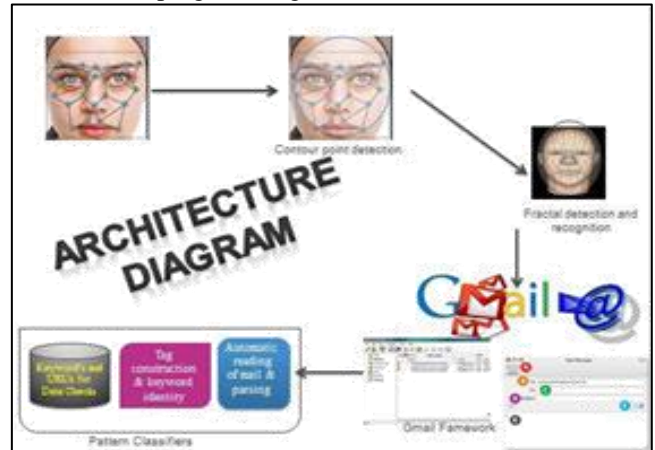 Contour point detection
Fractal detection and
recognition
ARCHITECTURE
DIAGRAM
Gmail
Keywords and
URLs for
Data Checks
Tag
construction
& keyword
identity
Automatic
reading
of mail &
parsing
Gmail Famework
Pattern Classifiers